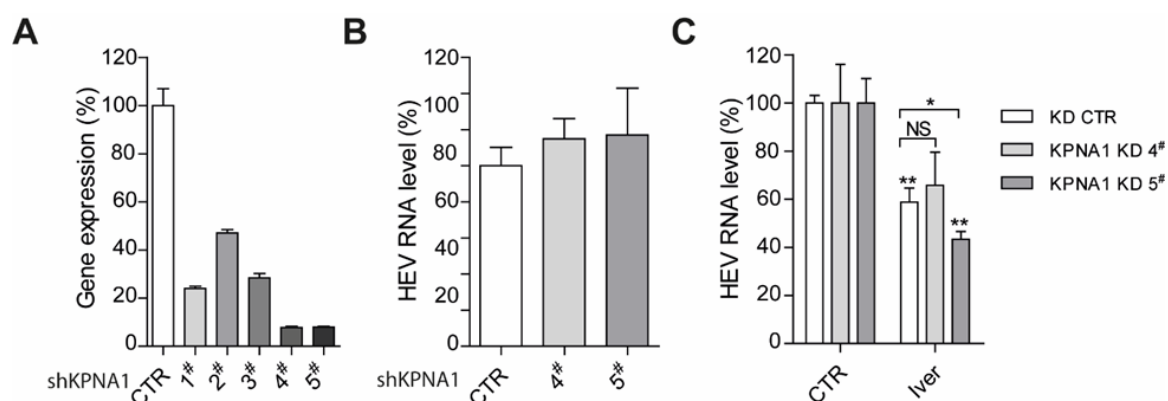 A
Gene expression (%)
120
100
80
60
40
20
0
shKPNA1
CTR
1#
2#
3#
4#
5#
B
HEV RNA level (%)
120
100
80
60
40
20
0
shKPNA1
CTR
4#
5#
C
HEV RNA level (%)
120
100
80
60
40
20
0
**
NS
*
**
CTR
Iver
KD CTR
KPNA1 KD 4#
KPNA1 KD 5#